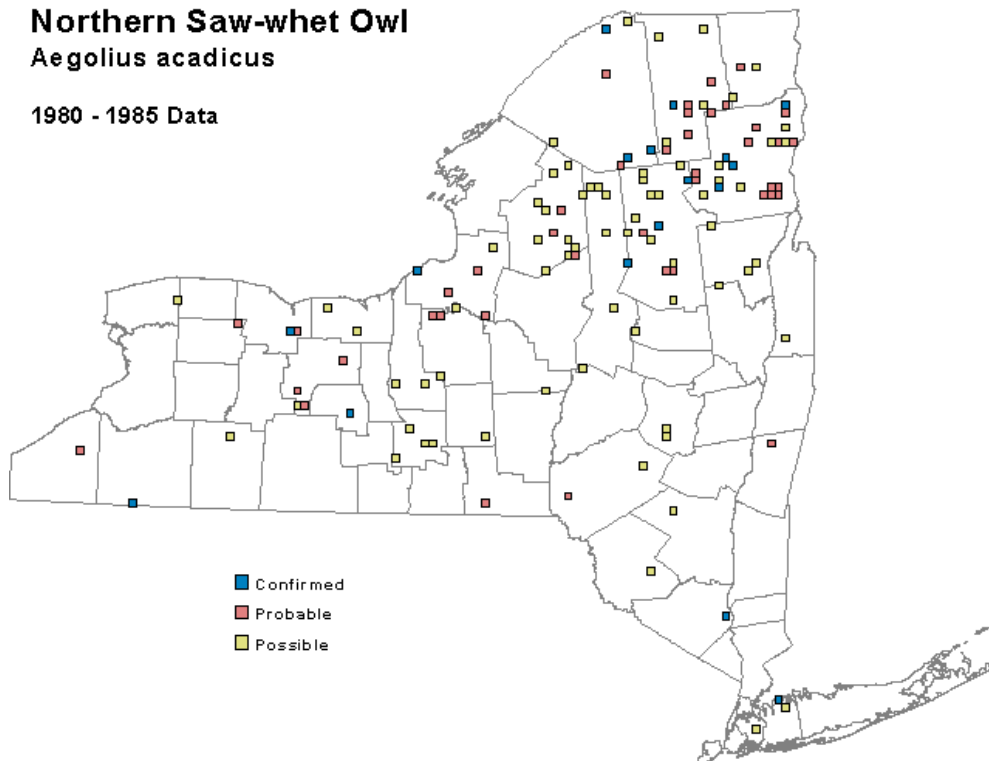 Northern Saw-whet Owl
Aegolius acadicus
1980 - 1985 Data
Confirmed
Probable
Possible